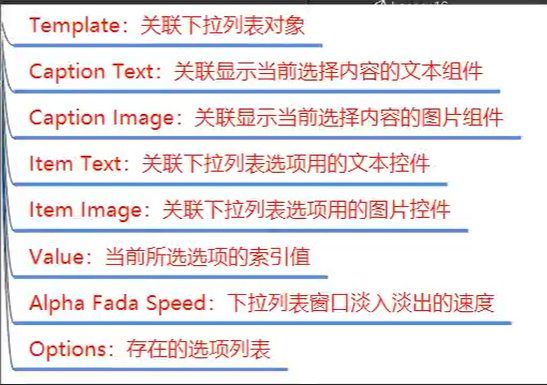 Template：关联下拉列表对象
Caption Text：关联显示当前选择内容的文本组件
Caption Image：关联显示当前选择内容的图片组件
Item Text：关联下拉列表选项用的文本控件
Item Image：关联下拉列表选项用的图片控件
Value：当前所选选项的索引值
Alpha Fada Speed：下拉列表窗口淡入淡出的速度
Options：存在的选项列表